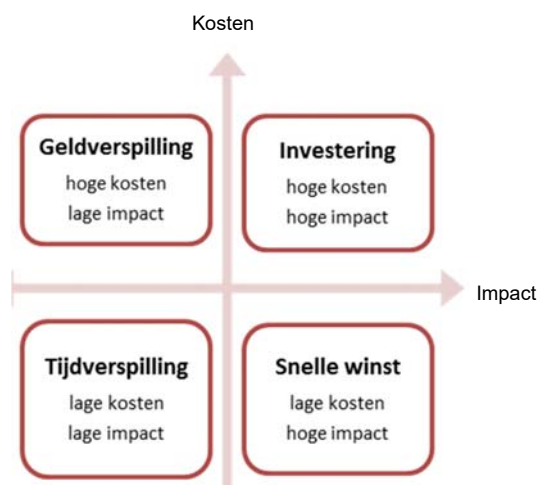 Kosten
Geldverspilling
hoge kosten
lage impact
Investering
hoge kosten
hoge impact
Impact
Tijdverspilling
lage kosten
lage impact
Snelle winst
lage kosten
hoge impact